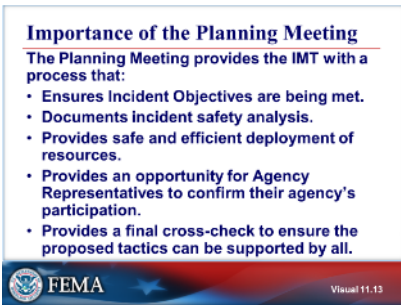 Importance of the Planning Meeting
The Planning Meeting provides the IMT with a
process that:
• Ensures Incident Objectives are being met.
• Documents incident safety analysis.
• Provides safe and efficient deployment of
resources.
• Provides an opportunity for Agency
Representatives to confirm their agency's
participation.
• Provides a final cross-check to ensure the
proposed tactics can be supported by all.
FEMA
Visual 11.13